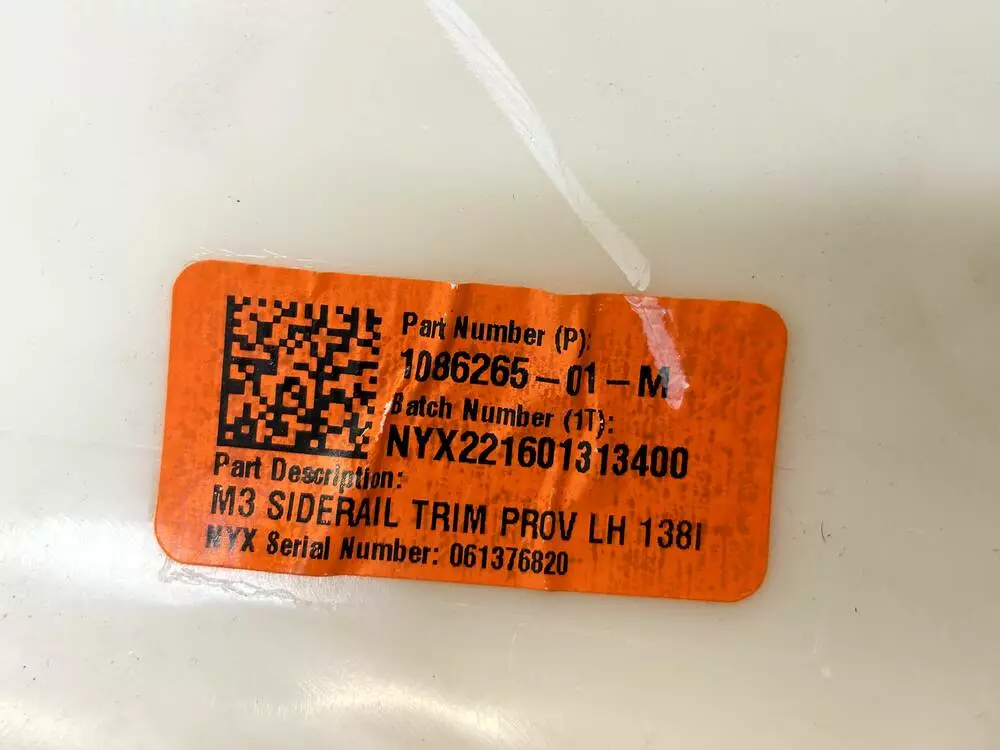 Part Number (P):
1086265-01-M
Batch Number (1T):
NYX221601313400
Part Description:
M3 SIDERAIL TRIM PROV LH 138I
NYX Serial Number: 061376820